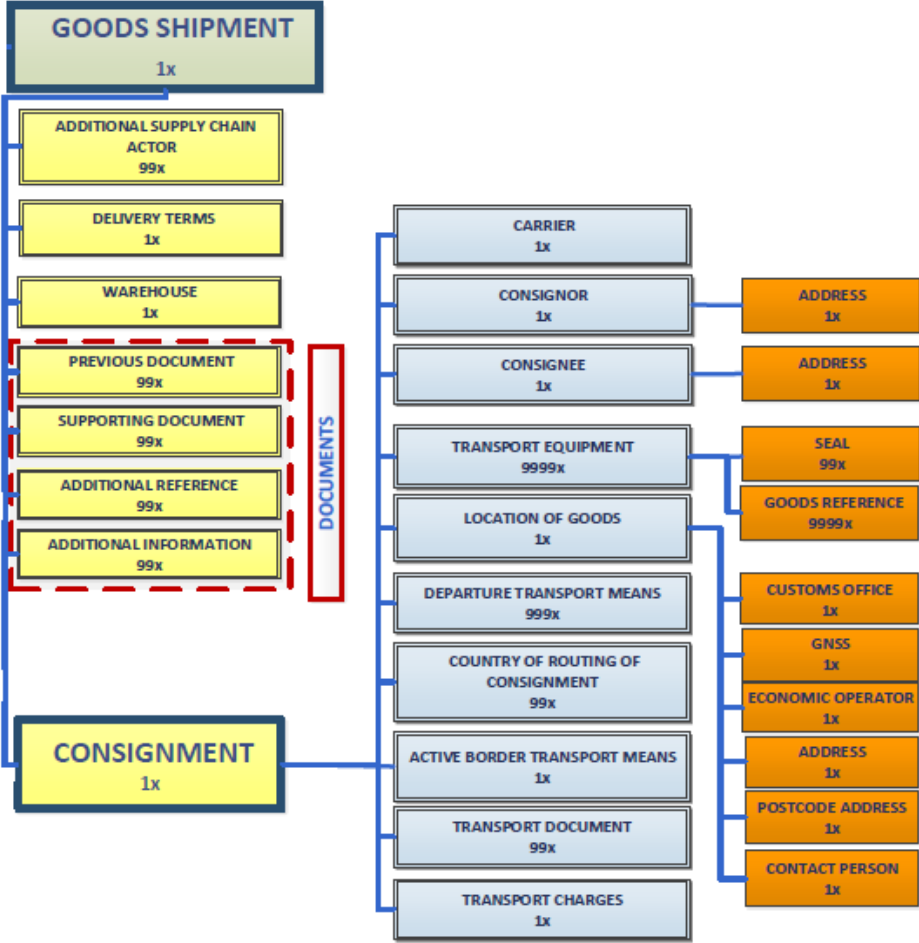 GOODS SHIPMENT
1x
ADDITIONAL SUPPLY CHAIN
ACTOR
99x
DELIVERY TERMS
1x
WAREHOUSE
1x
PREVIOUS DOCUMENT
99x
SUPPORTING DOCUMENT
99x
ADDITIONAL REFERENCE
99x
ADDITIONAL INFORMATION
99x
DOCUMENTS
CONSIGNMENT
1x
CARRIER
1x
CONSIGNOR
1x
CONSIGNEE
1x
TRANSPORT EQUIPMENT
9999x
LOCATION OF GOODS
1x
DEPARTURE TRANSPORT MEANS
999x
COUNTRY OF ROUTING OF
CONSIGNMENT
99x
ACTIVE BORDER TRANSPORT MEANS
1x
TRANSPORT DOCUMENT
99x
TRANSPORT CHARGES
1x
ADDRESS
1x
ADDRESS
1x
SEAL
99x
GOODS REFERENCE
9999x
CUSTOMS OFFICE
1x
GNSS
1x
ECONOMIC OPERATOR
1x
ADDRESS
1x
POSTCODE ADDRESS
1x
CONTACT PERSON
1x